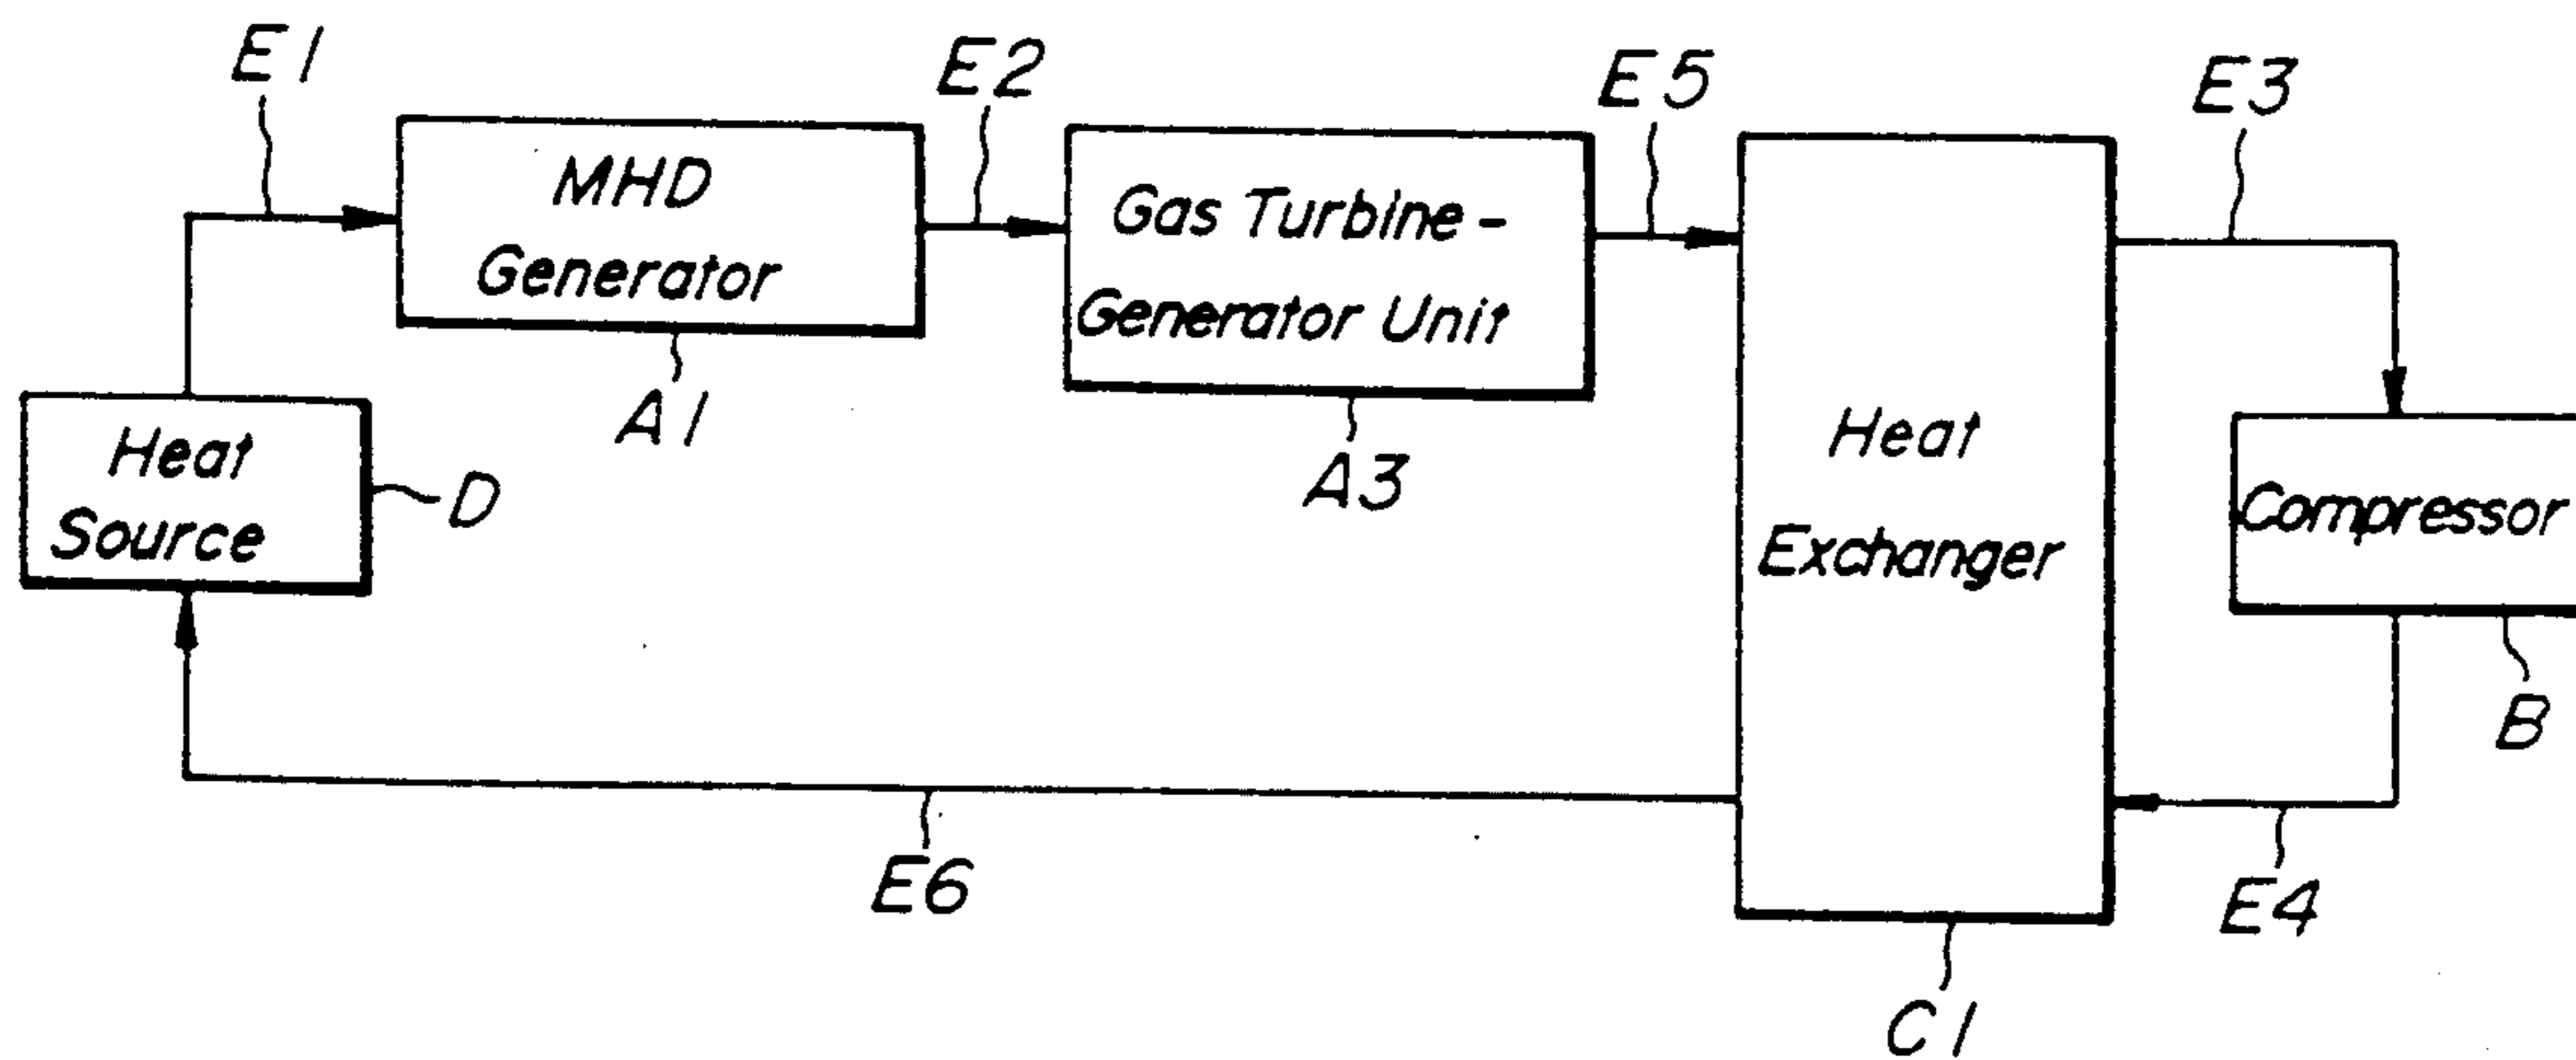 E1
E2
E5
E3
MHD
Generator
Gas Turbine-
Generator Unit
A1
A3
Heat
Source
D
Heat
Exchanger
Compressor
B
E6
E4
C1